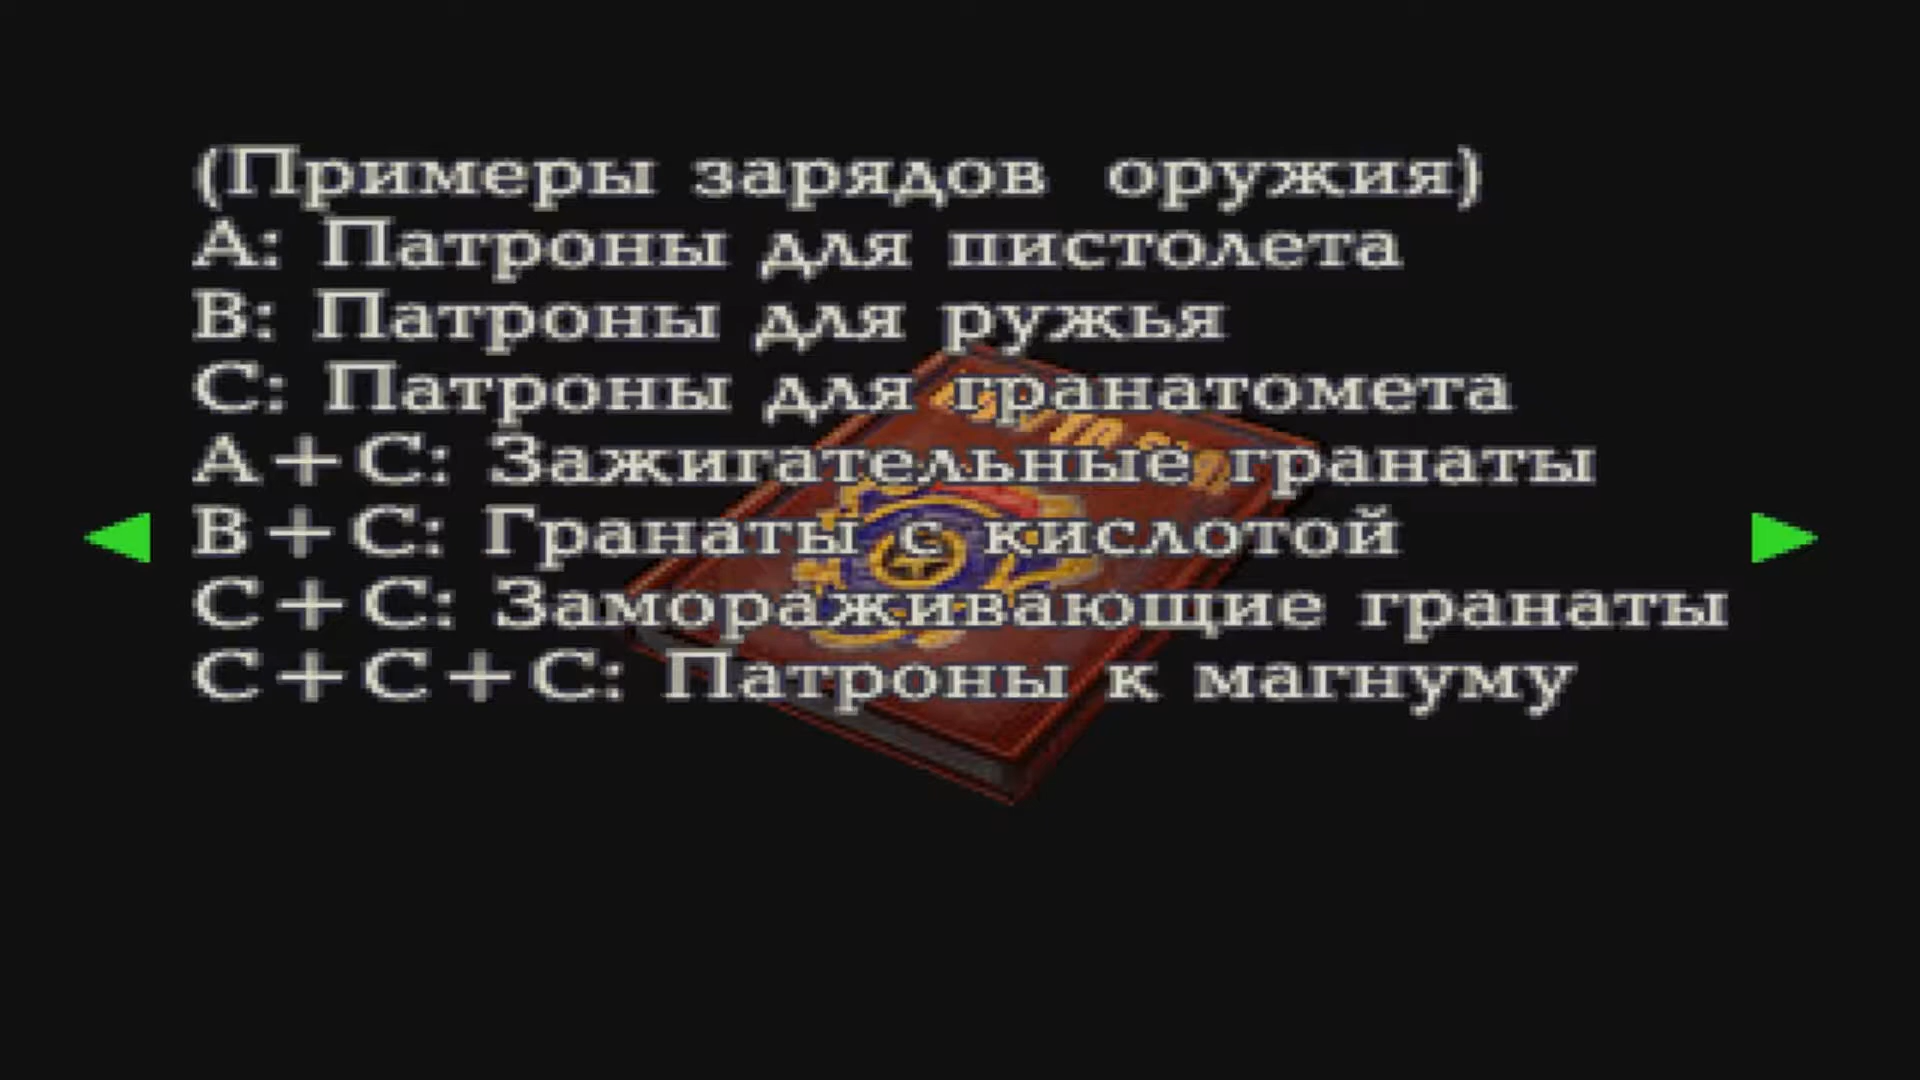 (Примеры зарядов оружия)
A: Патроны для пистолета
B: Патроны для ружья
C: Патроны для гранатомета
A+C: Зажигательные гранаты
B+C: Гранаты с кислотой
C+C: Замораживающие гранаты
C+C+C: Патроны к магнуму